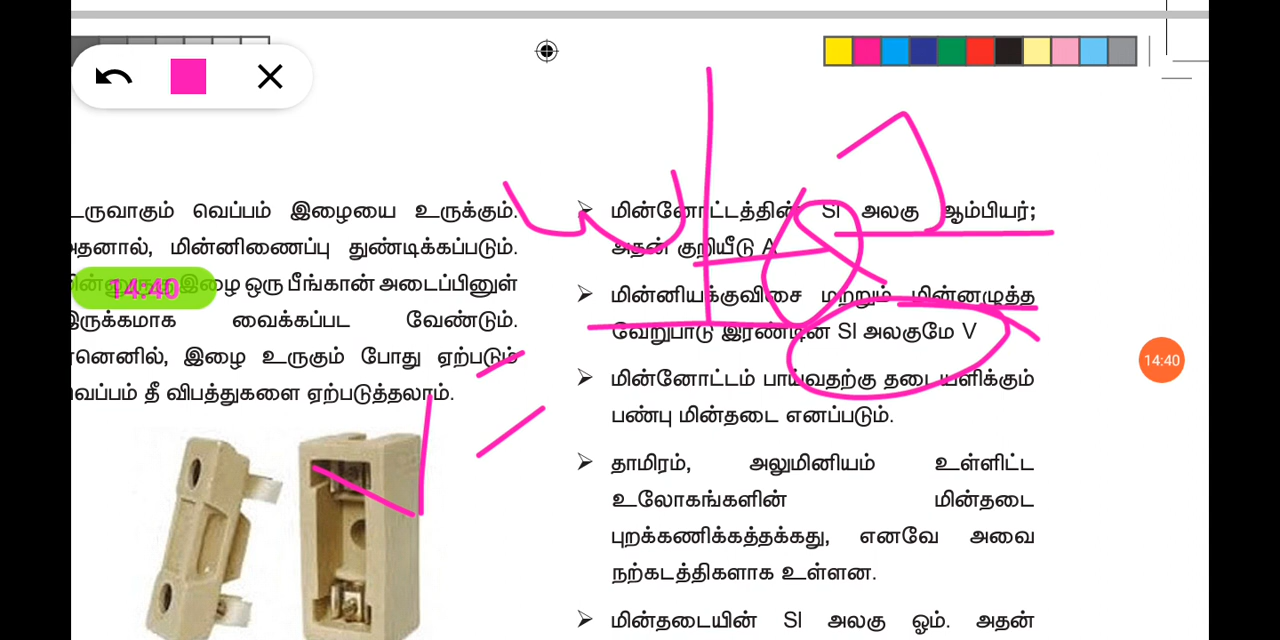 டருவாகும் வெப்பம் இழையை உருக்கும்.
அதனால், மின்னிணைப்பு துண்டிக்கப்படும்.
இழை ஒரு பீங்கான் அடைப்பினுள்
இருக்கமாக வைக்கப்பட வேண்டும்.
ஏனெனில், இழை உருகும் போது ஏற்படும்
வெப்பம் தீ விபத்துகளை ஏற்படுத்தலாம்.
14:40
➢ மின்னோட்டத்தின் SI அலகு ஆம்பியர்;
அதன் குறியீடு A
➢ மின்னியக்குவிசை மற்றும் மின்னழுத்த
வேறுபாடு இரண்டின் SI அலகுமே V
➢ மின்னோட்டம் பாய்வதற்கு தடையளிக்கும்
பண்பு மின்தடை எனப்படும்.
➢ தாமிரம், அலுமினியம் உள்ளிட்ட
உலோகங்களின் மின்தடை
புறக்கணிக்கத்தக்கது, எனவே அவை
நற்கடத்திகளாக உள்ளன.
➢ மின்தடையின் SI அலகு ஓம். அதன்
14:40